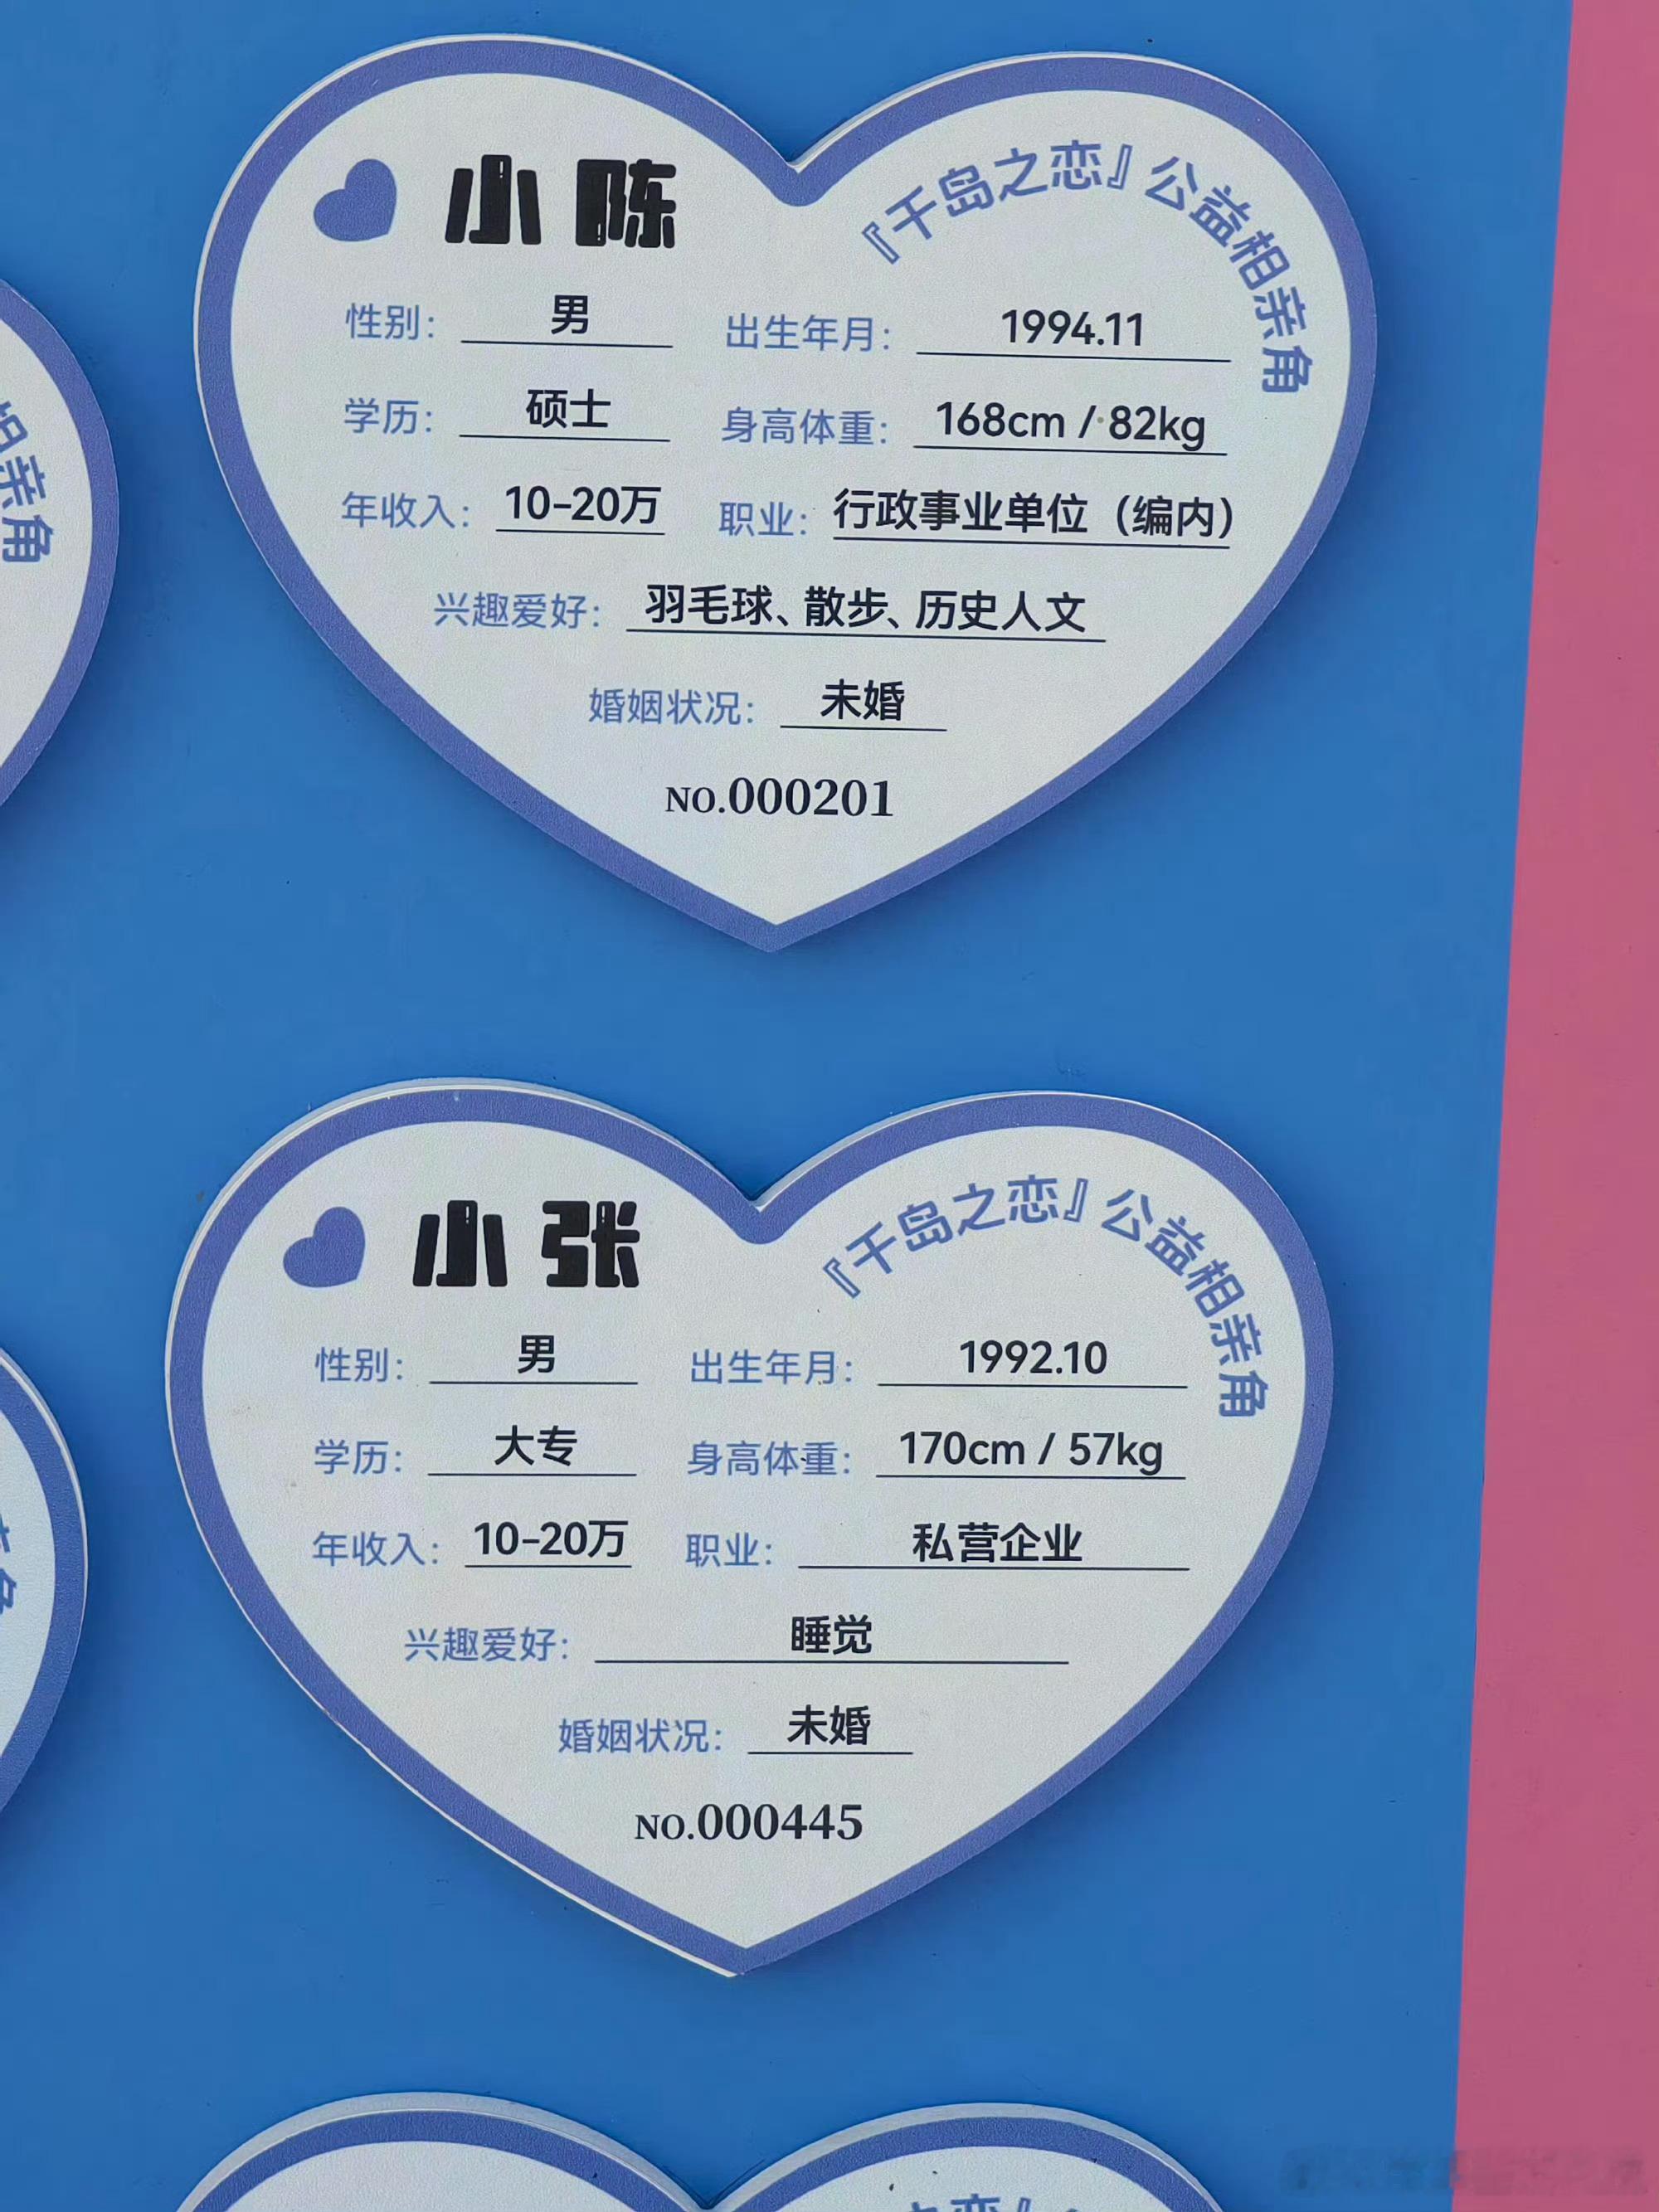 小陈
『千岛之恋』公益相亲角
性别： 男 出生年月： 1994.11
学历： 硕士 身高体重： 168cm / 82kg
年收入： 10-20万 职业： 行政事业单位（编内）
兴趣爱好： 羽毛球、散步、历史人文
婚姻状况： 未婚
NO.000201
相亲角
小张
『千岛之恋』公益相亲角
性别： 男 出生年月： 1992.10
学历： 大专 身高体重： 170cm / 57kg
年收入： 10-20万 职业： 私营企业
兴趣爱好： 睡觉
婚姻状况： 未婚
NO.000445
之恋』